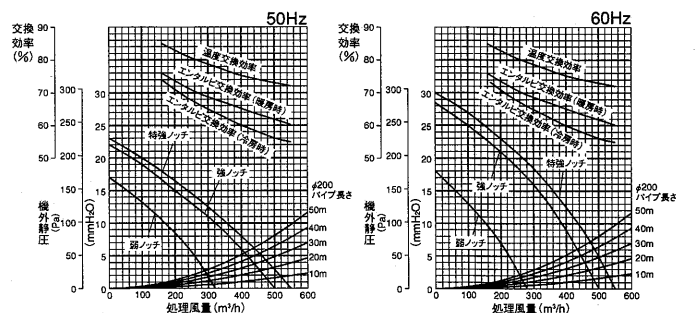 50Hz
交換効率(%)
90
80
70
60
50
機外静圧(Pa)
300
250
200
150
100
50
0
(mmH₂O)
30
25
20
15
10
5
0
温度交換効率
エンタルピ交換効率(暖房時)
エンタルピ交換効率(冷房時)
特強ノッチ
強ノッチ
弱ノッチ
φ200
パイプ長さ
50m
40m
30m
20m
10m
0 100 200 300 400 500 600
処理風量(m³/h)
60Hz
交換効率(%)
90
80
70
60
50
機外静圧(Pa)
300
250
200
150
100
50
0
(mmH₂O)
30
25
20
15
10
5
0
温度交換効率
エンタルピ交換効率(暖房時)
エンタルピ交換効率(冷房時)
特強ノッチ
強ノッチ
弱ノッチ
φ200
パイプ長さ
50m
40m
30m
20m
10m
0 100 200 300 400 500 600
処理風量(m³/h)